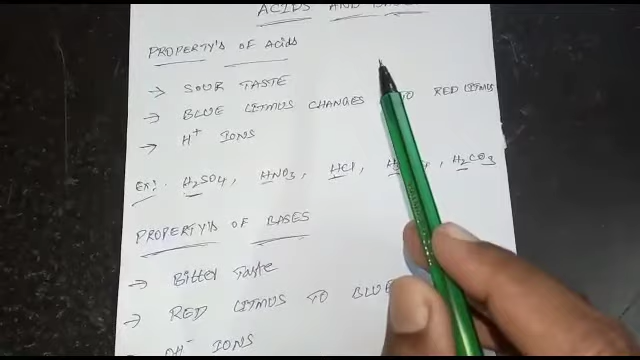 ACIDS AND
PROPERTY'S OF Acids
→ SOUR TASTE
→ BLUE LITMUS CHANGES TO RED LITMUS
→ H+ IONS
Ex: H2SO4, HNO3, HCl, H2CO3
PROPERTY'S OF BASES
→ Bitter Taste
→ RED LITMUS TO BLUE
OH- IONS